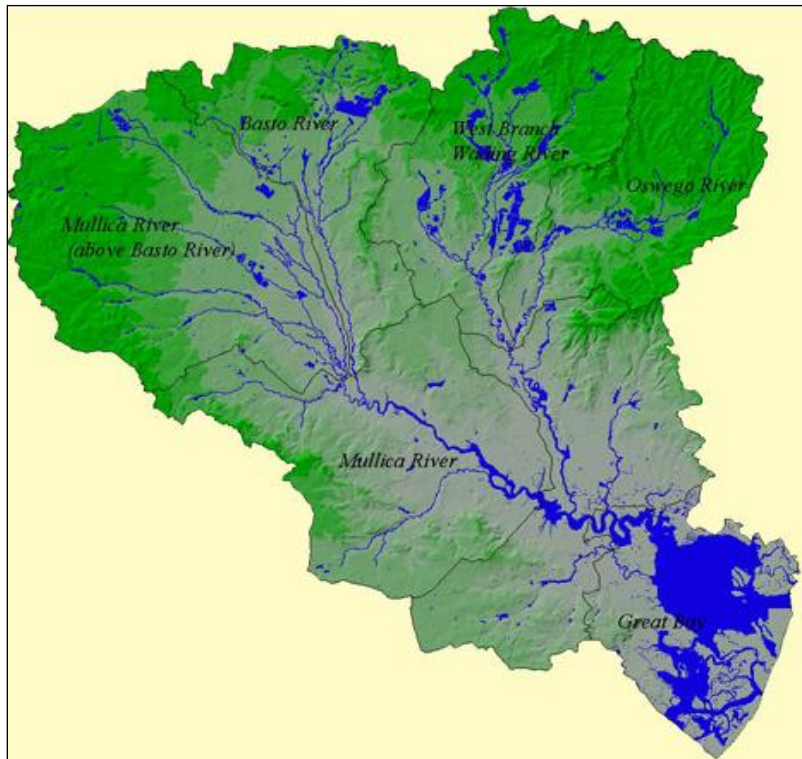 Basto River
West Branch
Wading River
Oswego River
Mullica River
(above Basto River)
Mullica River
Great Bay